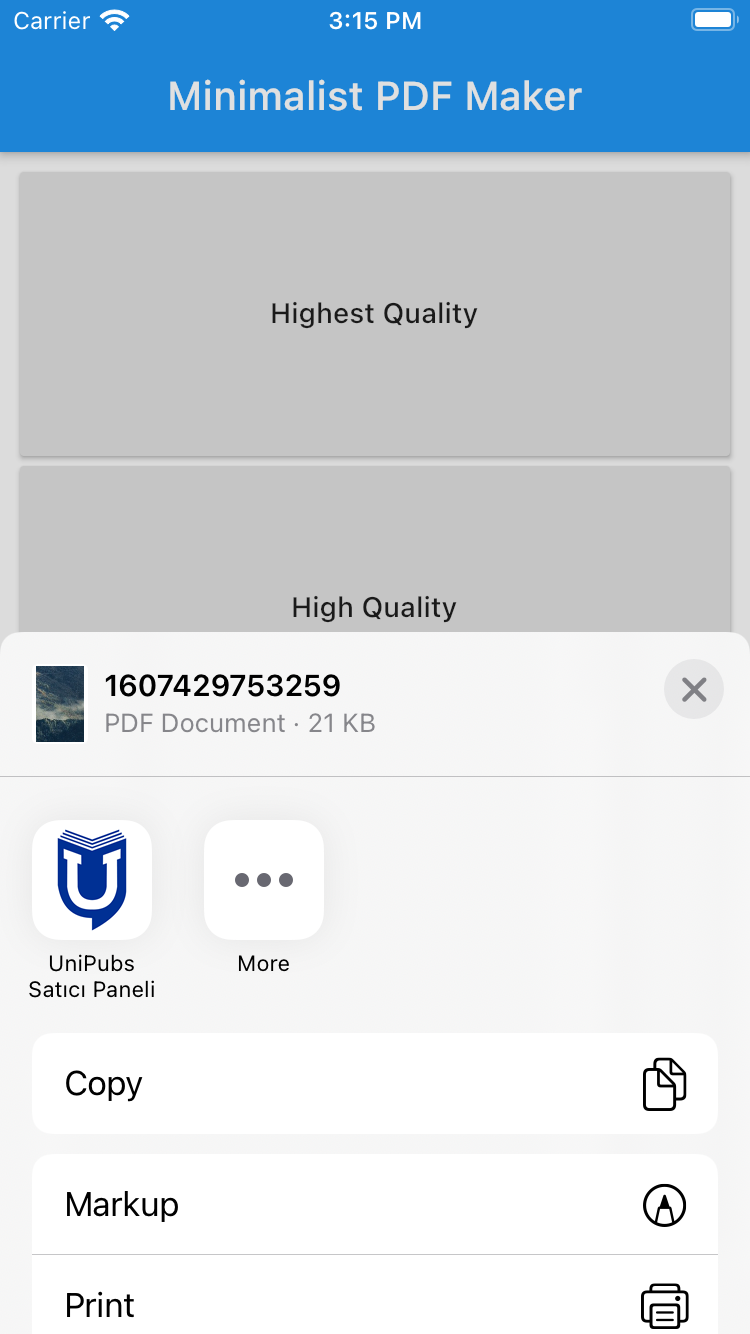 Carrier 3:15 PM
Minimalist PDF Maker
Highest Quality
High Quality
1607429753259
PDF Document · 21 KB
UniPubs
Satıcı Paneli
More
Copy
Markup
Print